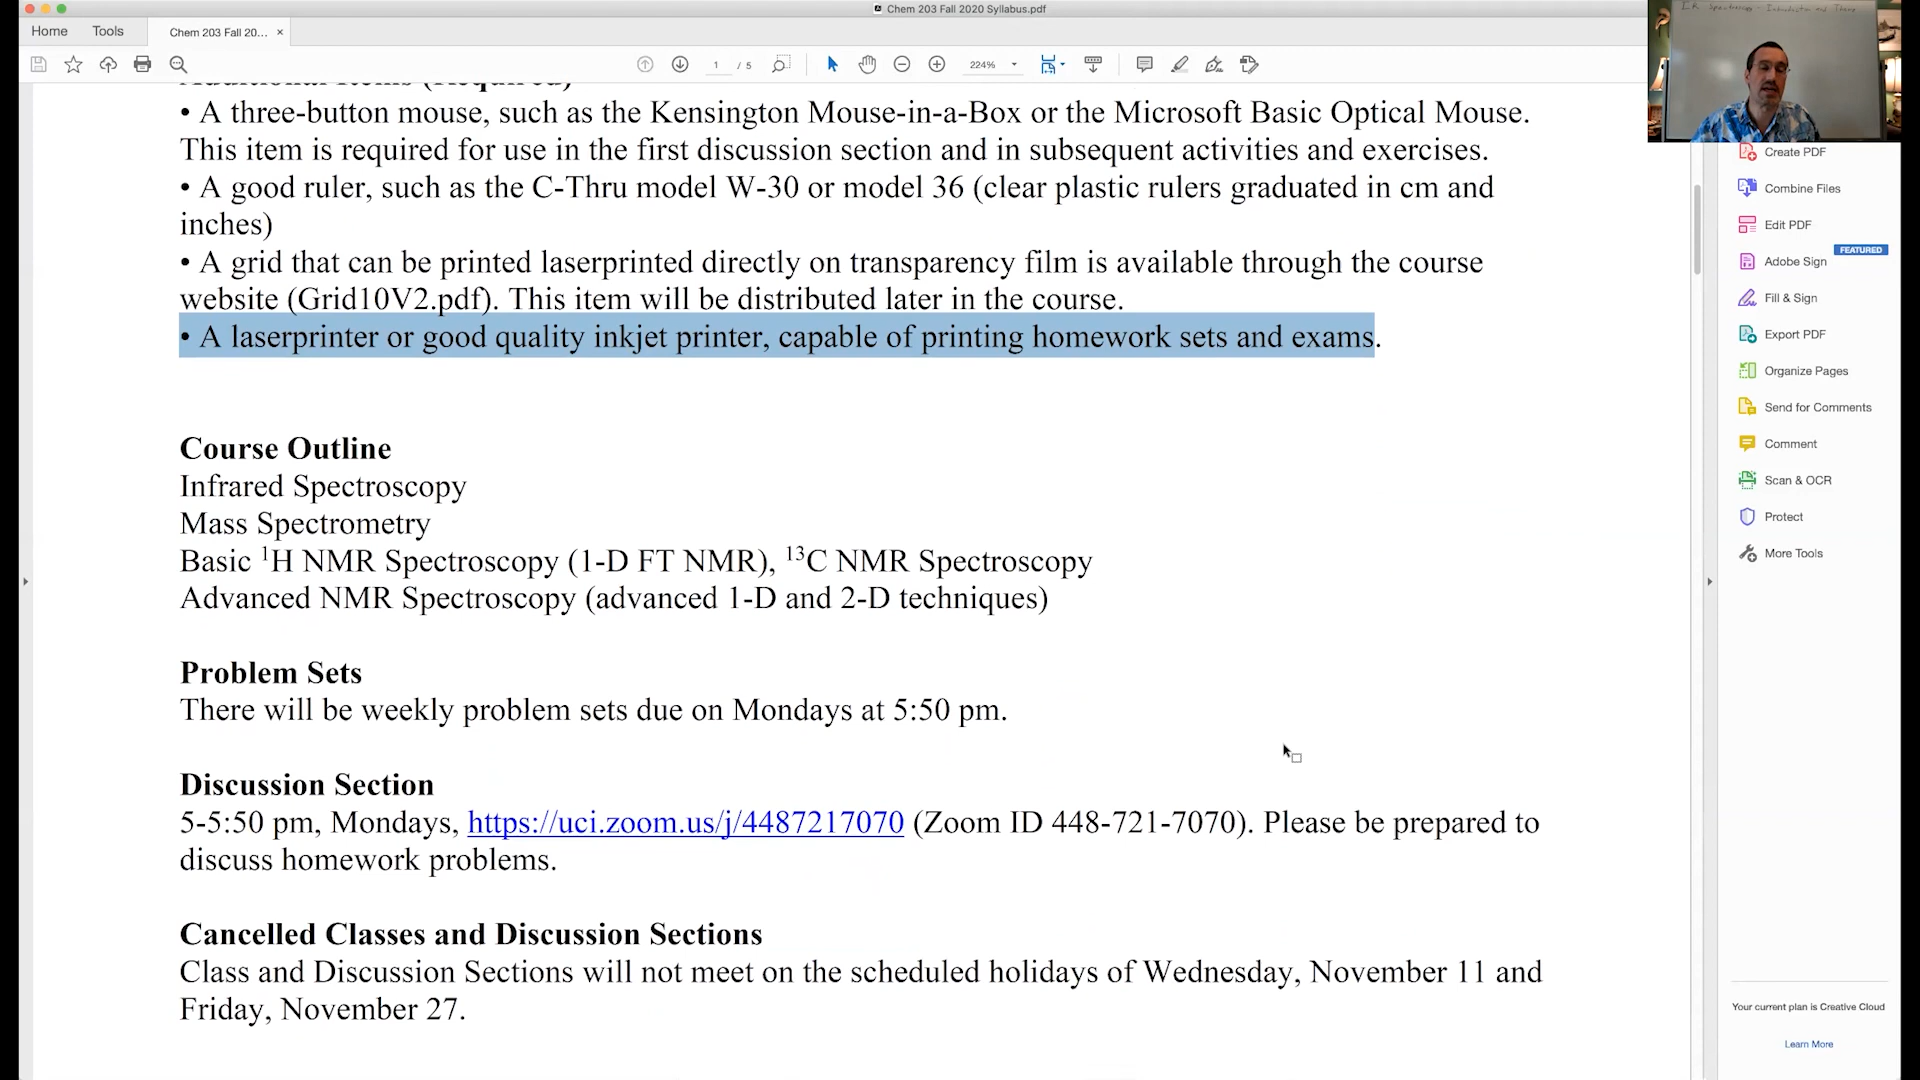 Chem 203 Fall 2020 Syllabus.pdf
Home Tools Chem 203 Fall 20... ×
1 / 5 224%
Additional Items (Required)
• A three-button mouse, such as the Kensington Mouse-in-a-Box or the Microsoft Basic Optical Mouse.
This item is required for use in the first discussion section and in subsequent activities and exercises.
• A good ruler, such as the C-Thru model W-30 or model 36 (clear plastic rulers graduated in cm and
inches)
• A grid that can be printed laserprinted directly on transparency film is available through the course
website (Grid10V2.pdf). This item will be distributed later in the course.
• A laserprinter or good quality inkjet printer, capable of printing homework sets and exams.
Course Outline
Infrared Spectroscopy
Mass Spectrometry
Basic ¹H NMR Spectroscopy (1-D FT NMR), ¹³C NMR Spectroscopy
Advanced NMR Spectroscopy (advanced 1-D and 2-D techniques)
Problem Sets
There will be weekly problem sets due on Mondays at 5:50 pm.
Discussion Section
5-5:50 pm, Mondays, https://uci.zoom.us/j/4487217070 (Zoom ID 448-721-7070). Please be prepared to
discuss homework problems.
Cancelled Classes and Discussion Sections
Class and Discussion Sections will not meet on the scheduled holidays of Wednesday, November 11 and
Friday, November 27.
IR Spectroscopy - Introduction and Theory
Create PDF
Combine Files
Edit PDF
FEATURED
Adobe Sign
Fill & Sign
Export PDF
Organize Pages
Send for Comments
Comment
Scan & OCR
Protect
More Tools
Your current plan is Creative Cloud
Learn More